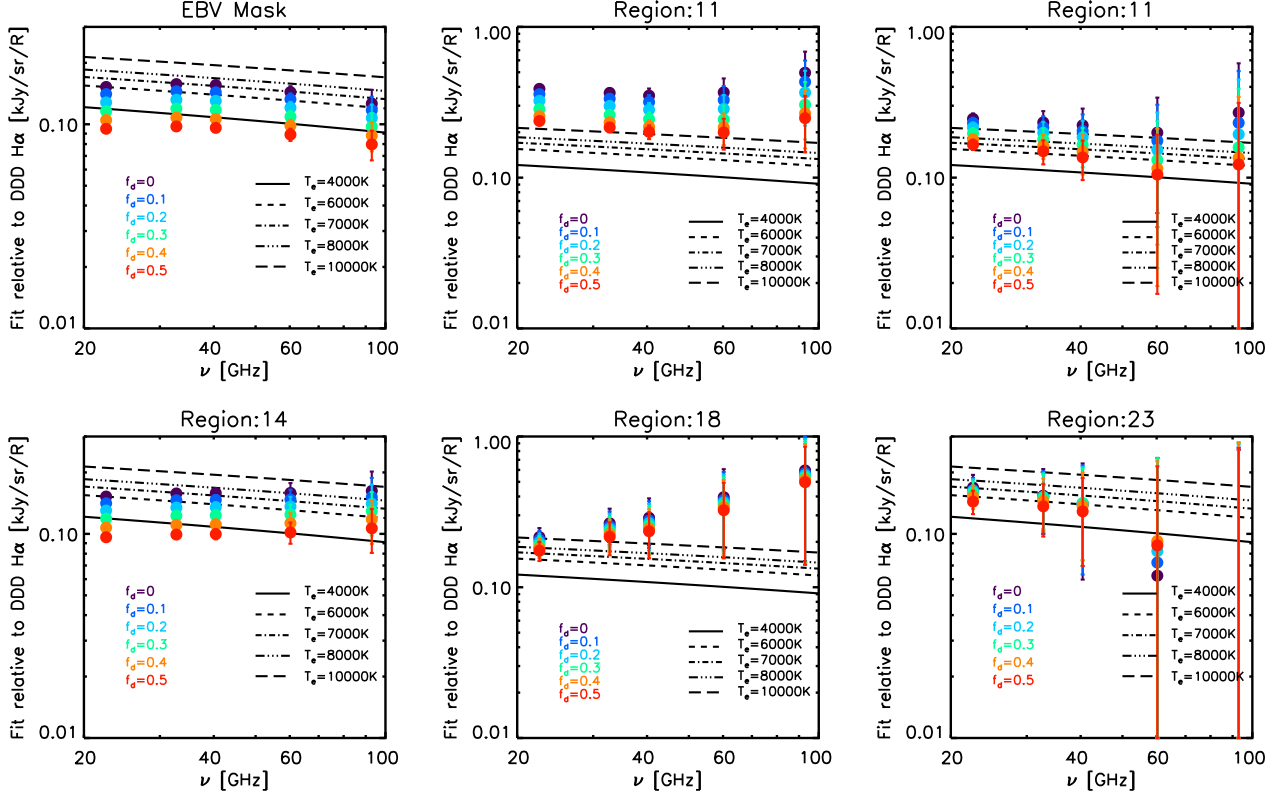 EBV Mask
Fit relative to DDD Hα [kJy/sr/R]
0.10
0.01
f_d=0
f_d=0.1
f_d=0.2
f_d=0.3
f_d=0.4
f_d=0.5
T_e=4000K
T_e=6000K
T_e=7000K
T_e=8000K
T_e=10000K
20
40
60
100
ν [GHz]
Region:11
Fit relative to DDD Hα [kJy/sr/R]
1.00
0.10
0.01
f_d=0
f_d=0.1
f_d=0.2
f_d=0.3
f_d=0.4
f_d=0.5
T_e=4000K
T_e=6000K
T_e=7000K
T_e=8000K
T_e=10000K
20
40
60
100
ν [GHz]
Region:11
Fit relative to DDD Hα [kJy/sr/R]
1.00
0.10
0.01
f_d=0
f_d=0.1
f_d=0.2
f_d=0.3
f_d=0.4
f_d=0.5
T_e=4000K
T_e=6000K
T_e=7000K
T_e=8000K
T_e=10000K
20
40
60
100
ν [GHz]
Region:14
Fit relative to DDD Hα [kJy/sr/R]
0.10
0.01
f_d=0
f_d=0.1
f_d=0.2
f_d=0.3
f_d=0.4
f_d=0.5
T_e=4000K
T_e=6000K
T_e=7000K
T_e=8000K
T_e=10000K
20
40
60
100
ν [GHz]
Region:18
Fit relative to DDD Hα [kJy/sr/R]
1.00
0.10
0.01
f_d=0
f_d=0.1
f_d=0.2
f_d=0.3
f_d=0.4
f_d=0.5
T_e=4000K
T_e=6000K
T_e=7000K
T_e=8000K
T_e=10000K
20
40
60
100
ν [GHz]
Region:23
Fit relative to DDD Hα [kJy/sr/R]
0.10
0.01
f_d=0
f_d=0.1
f_d=0.2
f_d=0.3
f_d=0.4
f_d=0.5
T_e=4000K
T_e=6000K
T_e=7000K
T_e=8000K
T_e=10000K
20
40
60
100
ν [GHz]